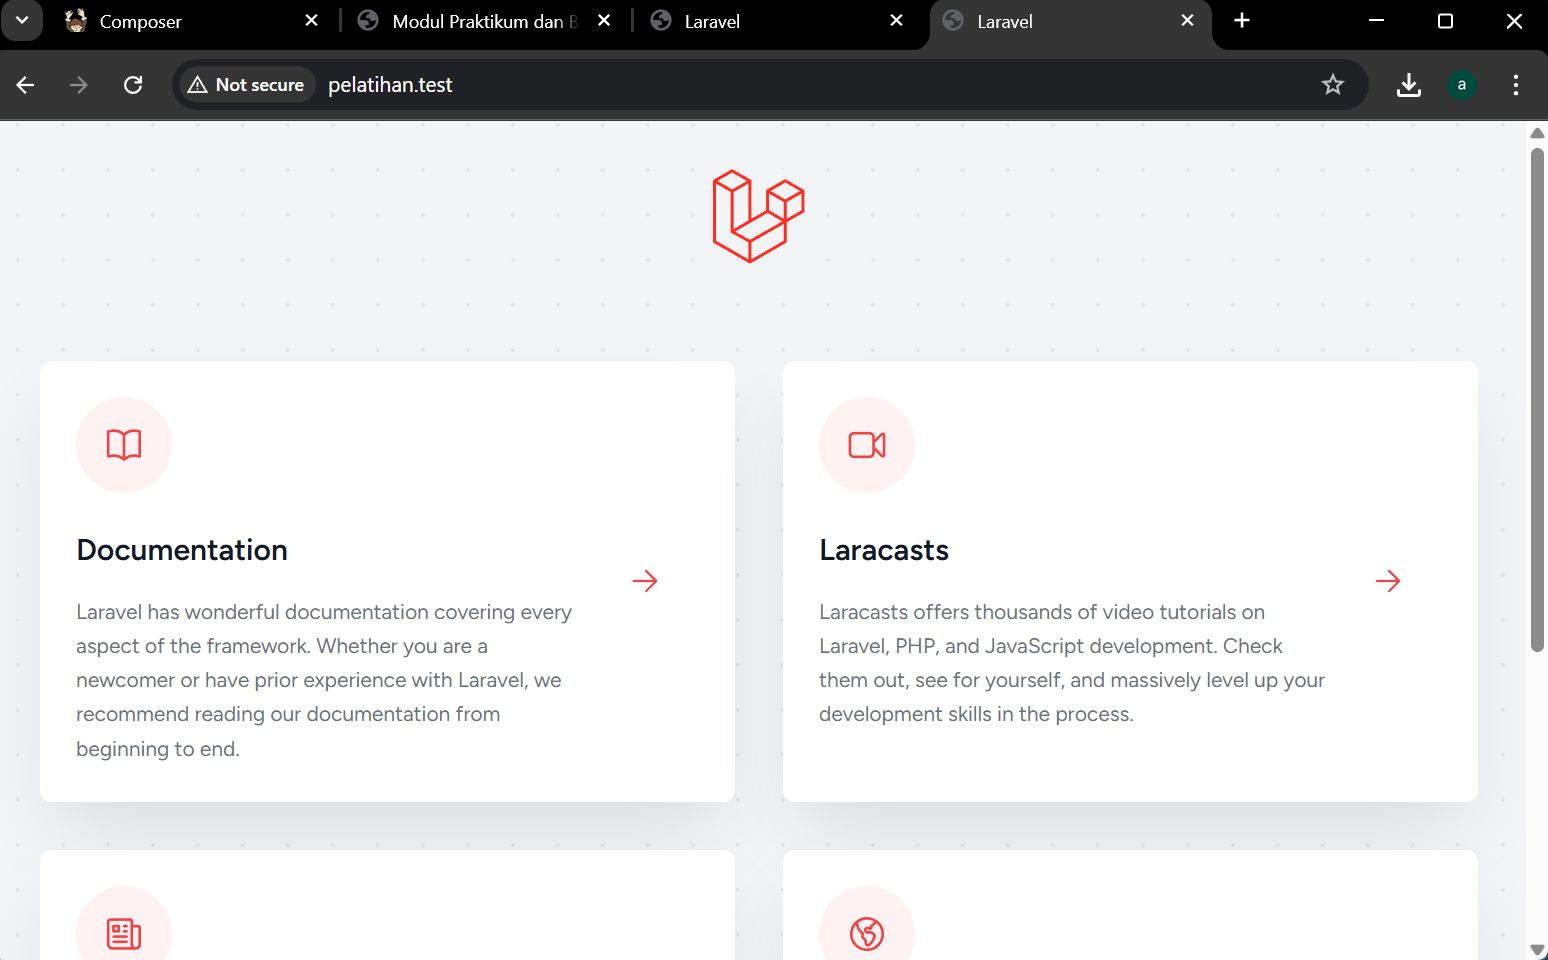 Composer
Modul Praktikum dan B
Laravel
Laravel
Not secure
pelatihan.test
a
Documentation
Laravel has wonderful documentation covering every
aspect of the framework. Whether you are a
newcomer or have prior experience with Laravel, we
recommend reading our documentation from
beginning to end.
Laracasts
Laracasts offers thousands of video tutorials on
Laravel, PHP, and JavaScript development. Check
them out, see for yourself, and massively level up your
development skills in the process.